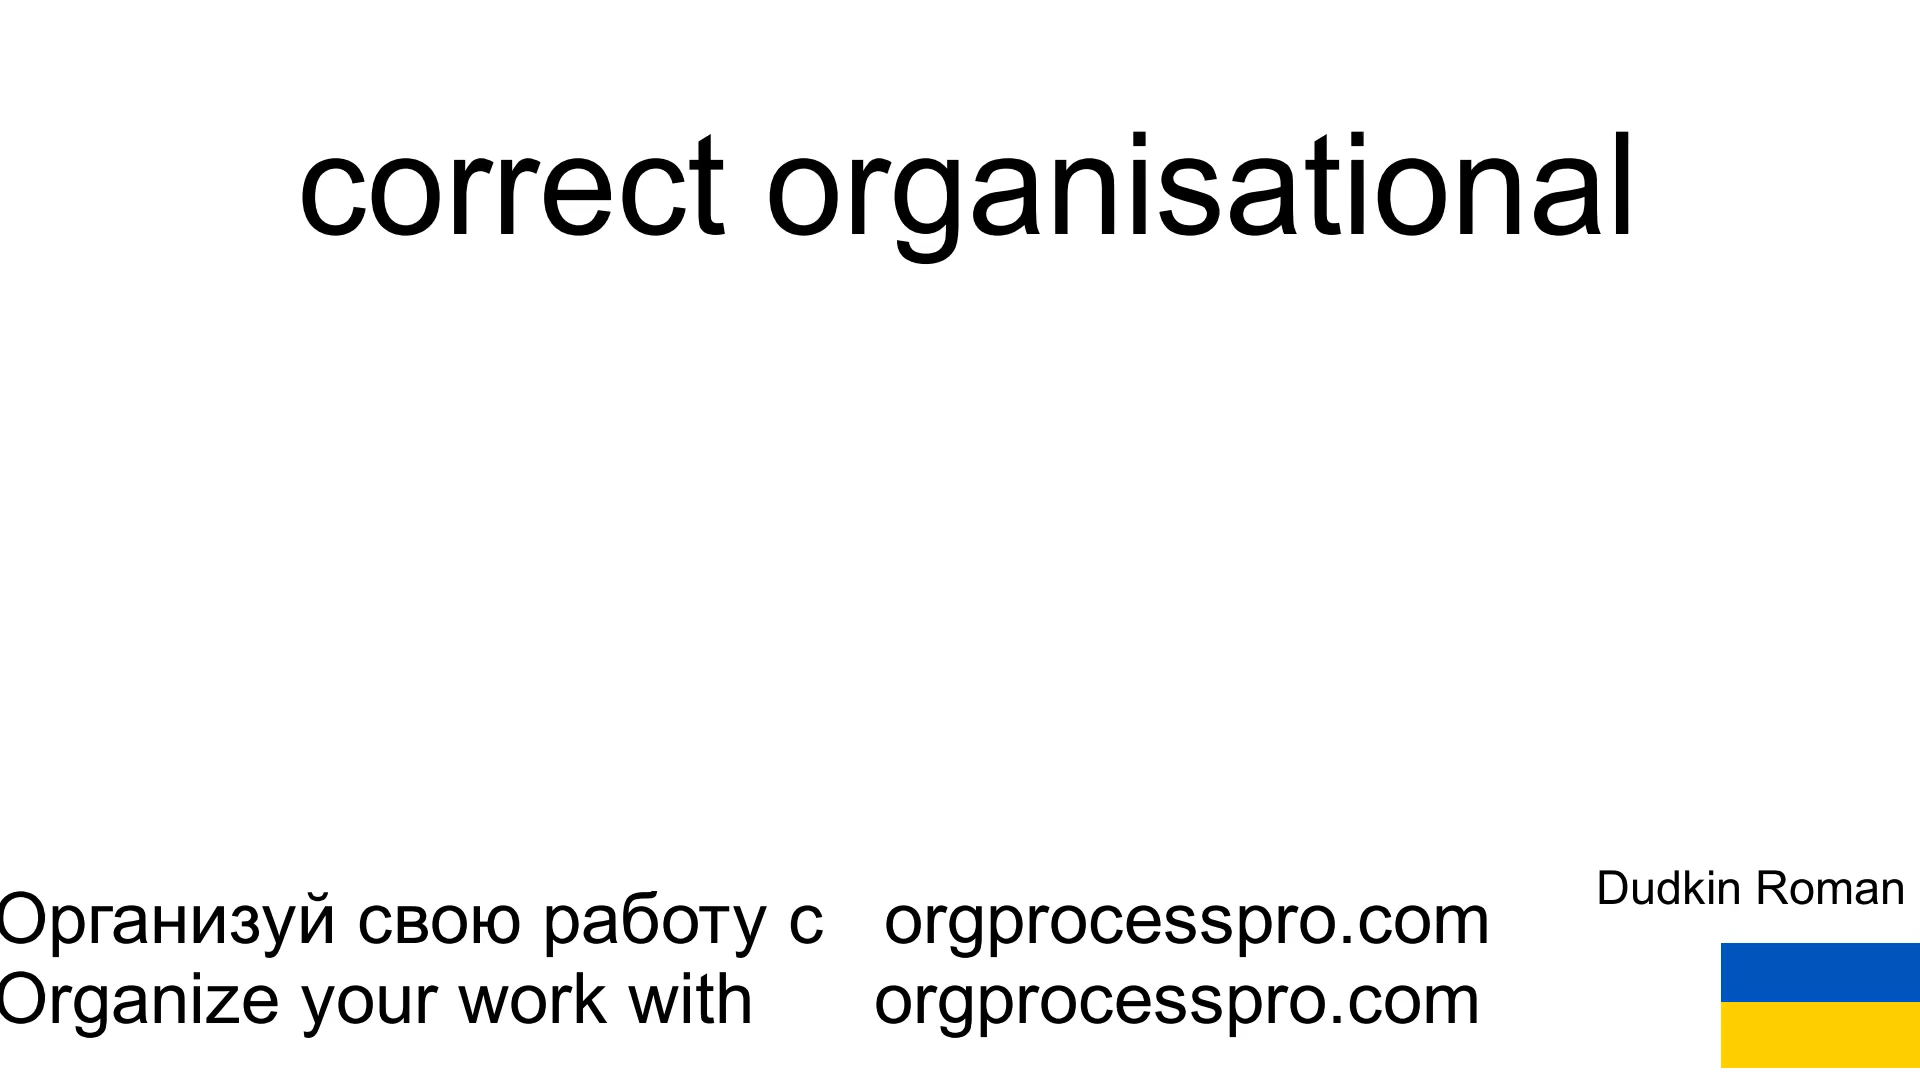 correct organisational
Dudkin Roman
Организуй свою работу с orgprocesspro.com
Organize your work with orgprocesspro.com